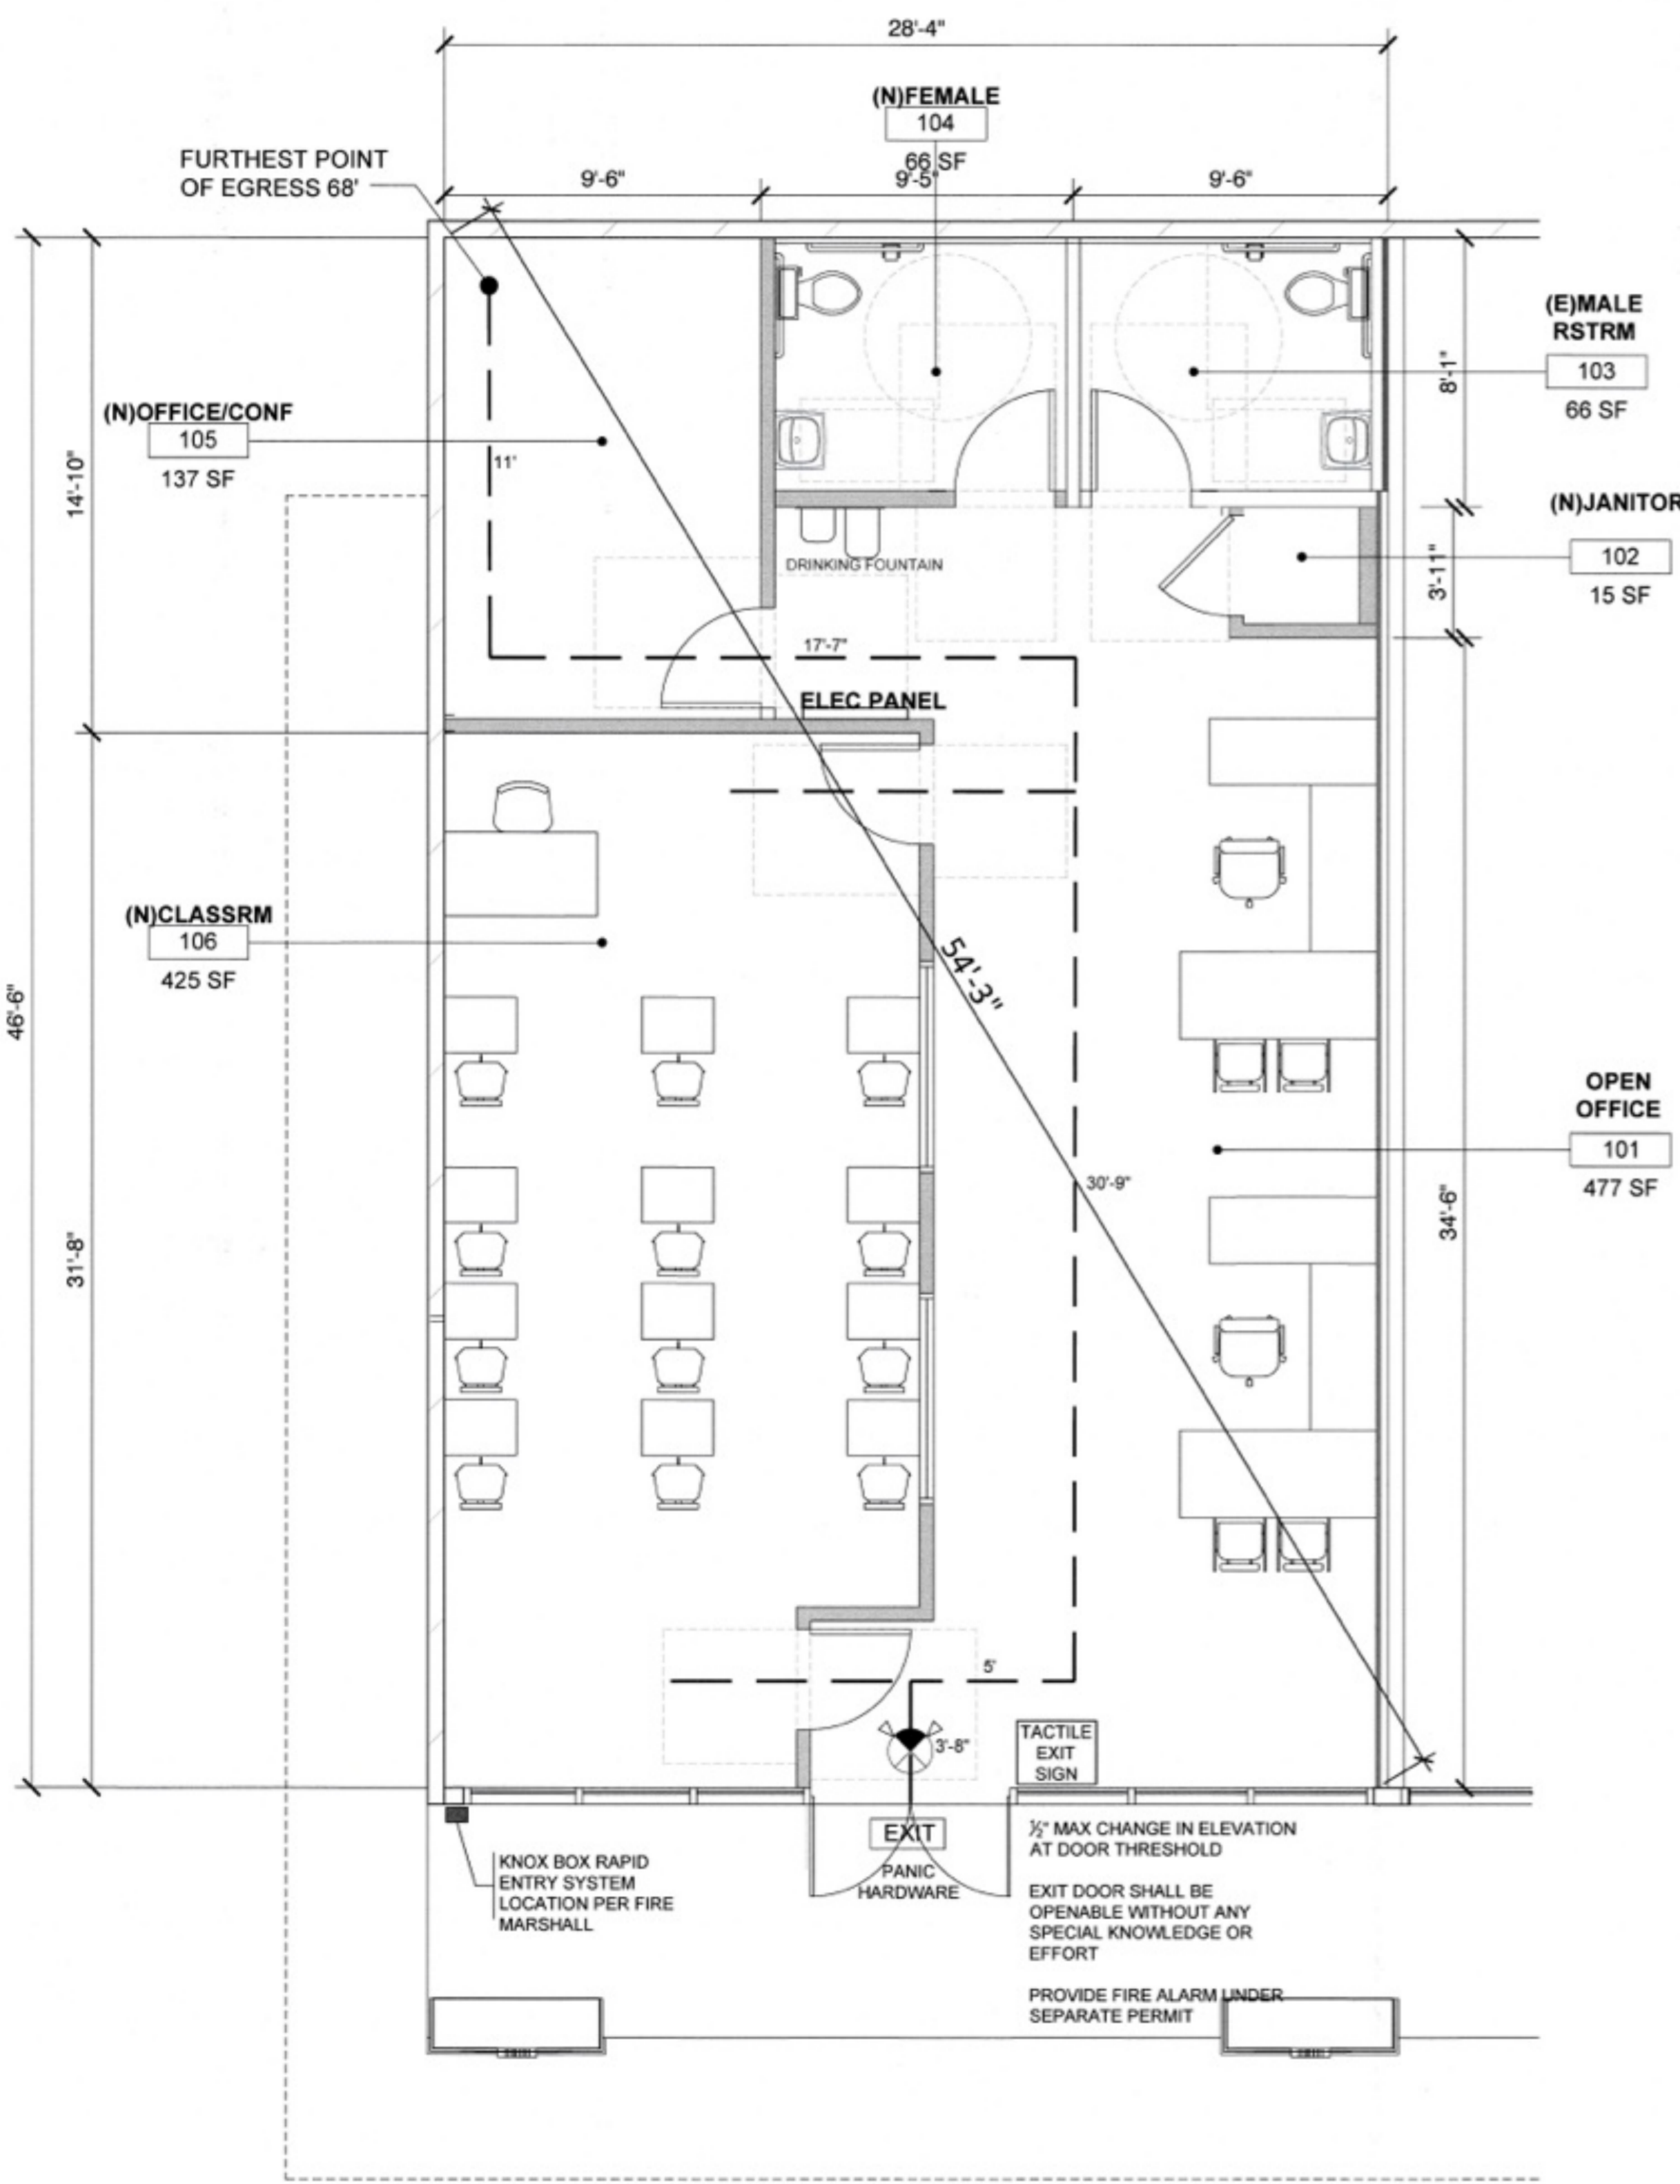 28'-4"
(N)FEMALE
104
66 SF
FURTHEST POINT
OF EGRESS 68'
9'-6"
9'-5"
9'-6"
(E)MALE
RSTRM
103
66 SF
8'-1"
(N)OFFICE/CONF
105
137 SF
11'
14'-10"
(N)JANITOR
102
15 SF
3'-11"
DRINKING FOUNTAIN
17'-7"
ELEC PANEL
(N)CLASSRM
106
425 SF
46'-6"
54'-3"
OPEN
OFFICE
101
477 SF
30'-9"
34'-6"
31'-8"
5'
3'-8"
TACTILE
EXIT
SIGN
EXIT
PANIC
HARDWARE
KNOX BOX RAPID
ENTRY SYSTEM
LOCATION PER FIRE
MARSHALL
½" MAX CHANGE IN ELEVATION
AT DOOR THRESHOLD
EXIT DOOR SHALL BE
OPENABLE WITHOUT ANY
SPECIAL KNOWLEDGE OR
EFFORT
PROVIDE FIRE ALARM UNDER
SEPARATE PERMIT